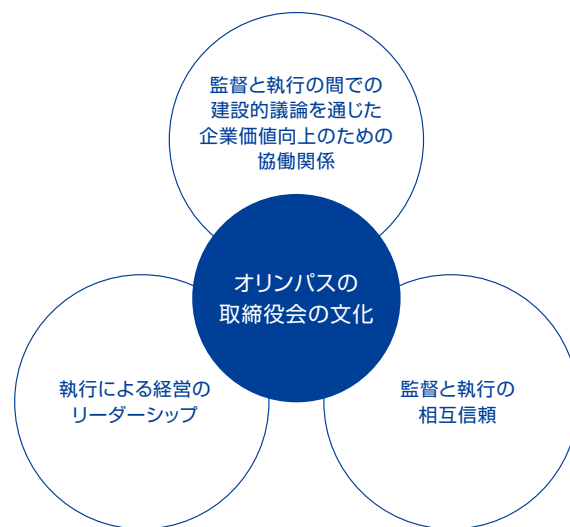 監督と執行の間での
建設的議論を通じた
企業価値向上のための
協働関係
オリンパスの
取締役会の文化
執行による経営の
リーダーシップ
監督と執行の
相互信頼